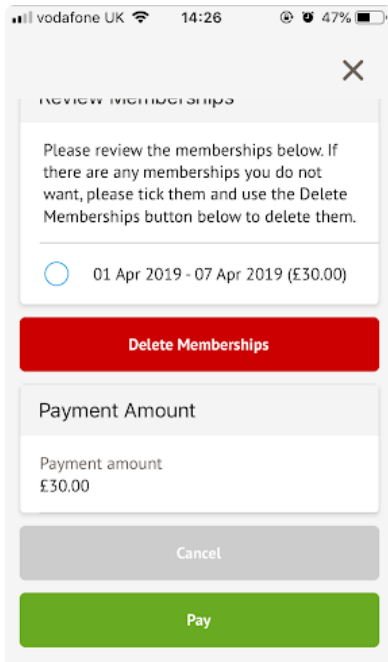 vodafone UK 14:26 47%
Review Memberships
Please review the memberships below. If
there are any memberships you do not
want, please tick them and use the Delete
Memberships button below to delete them.
01 Apr 2019 - 07 Apr 2019 (£30.00)
Delete Memberships
Payment Amount
Payment amount
£30.00
Cancel
Pay